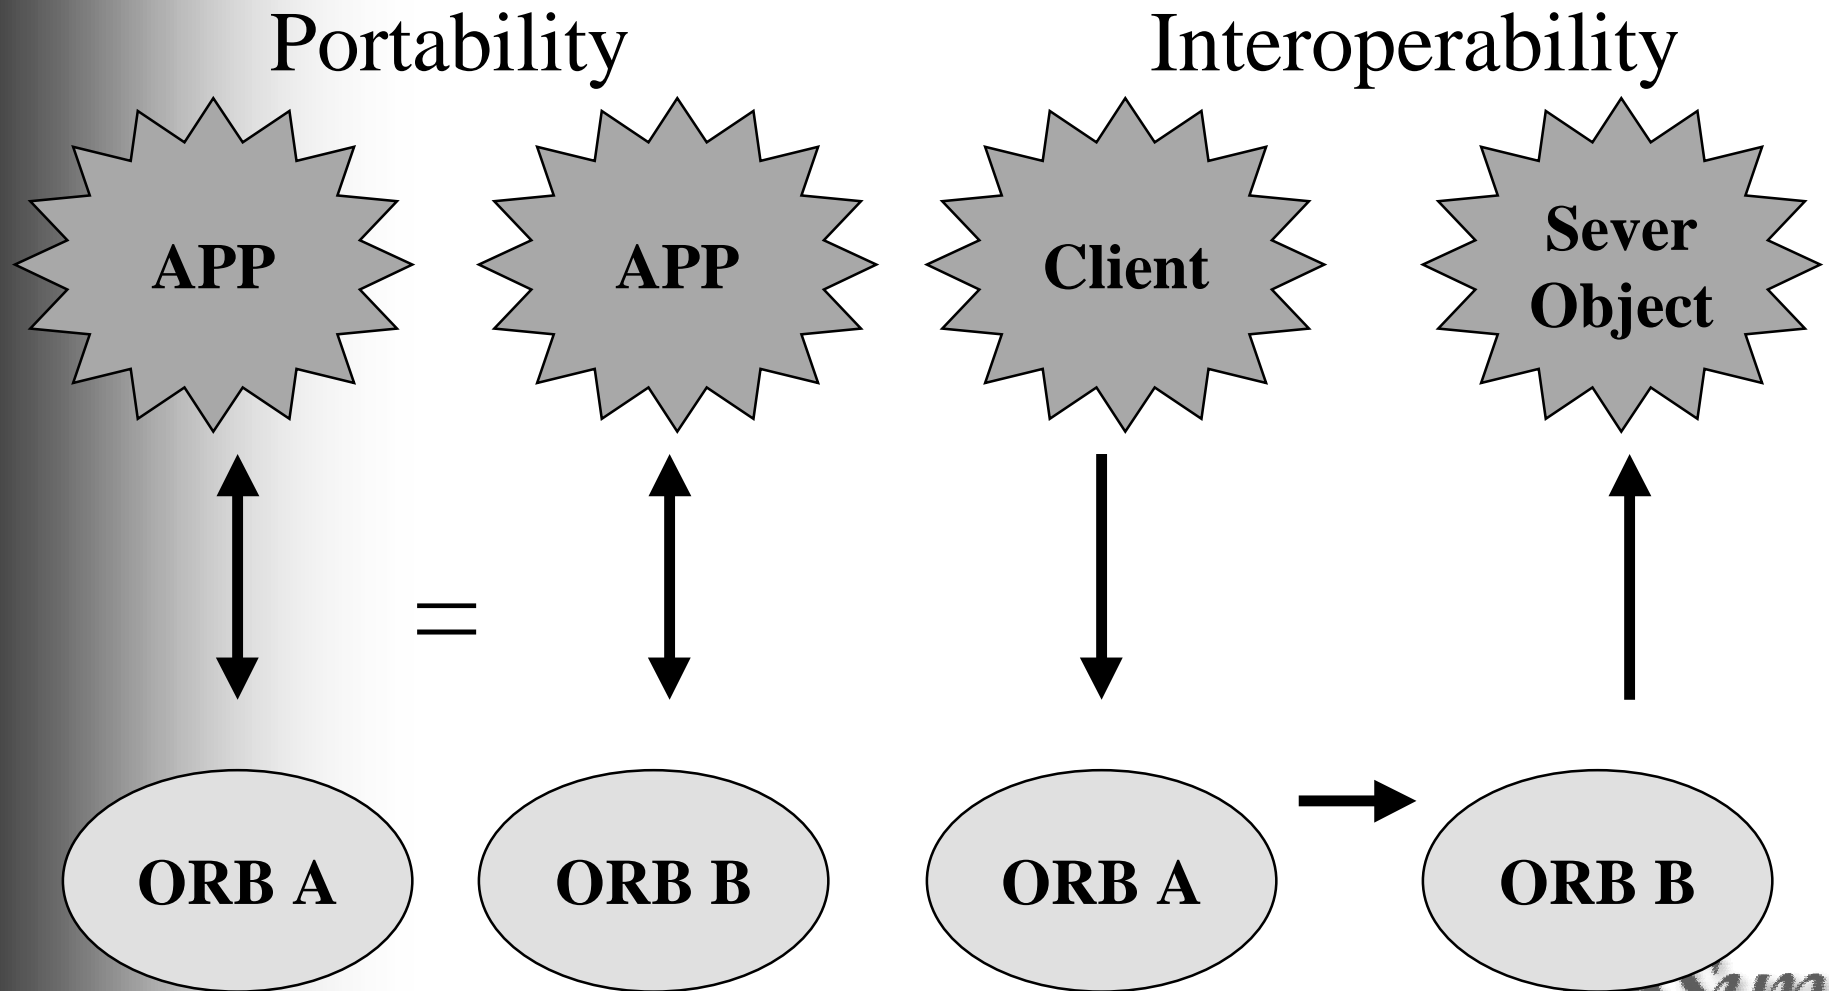 Portability
Interoperability
APP
APP
Client
Sever
Object
=
ORB A
ORB B
ORB A
ORB B